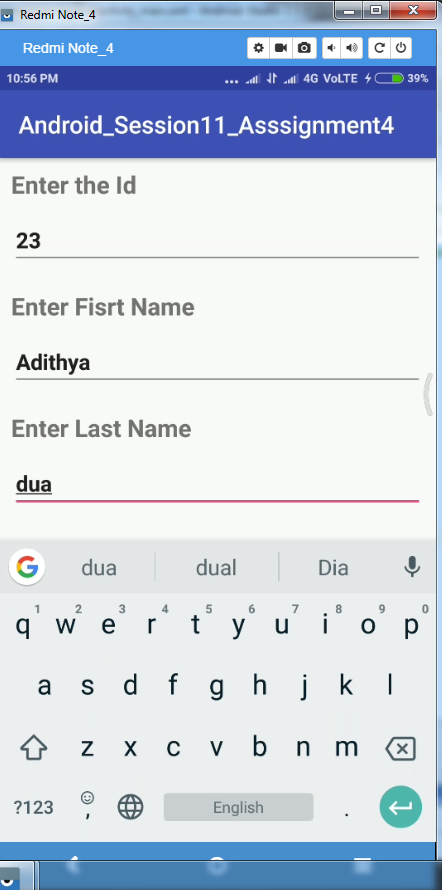 Redmi Note_4
Redmi Note_4
10:56 PM ... 4G VoLTE 39%
Android_Session11_Asssignment4
Enter the Id
23
Enter Fisrt Name
Adithya
Enter Last Name
dua
dua dual Dia
1 2 3 4 5 6 7 8 9 0
q w e r t y u i o p
a s d f g h j k l
z x c v b n m
?123 , English .